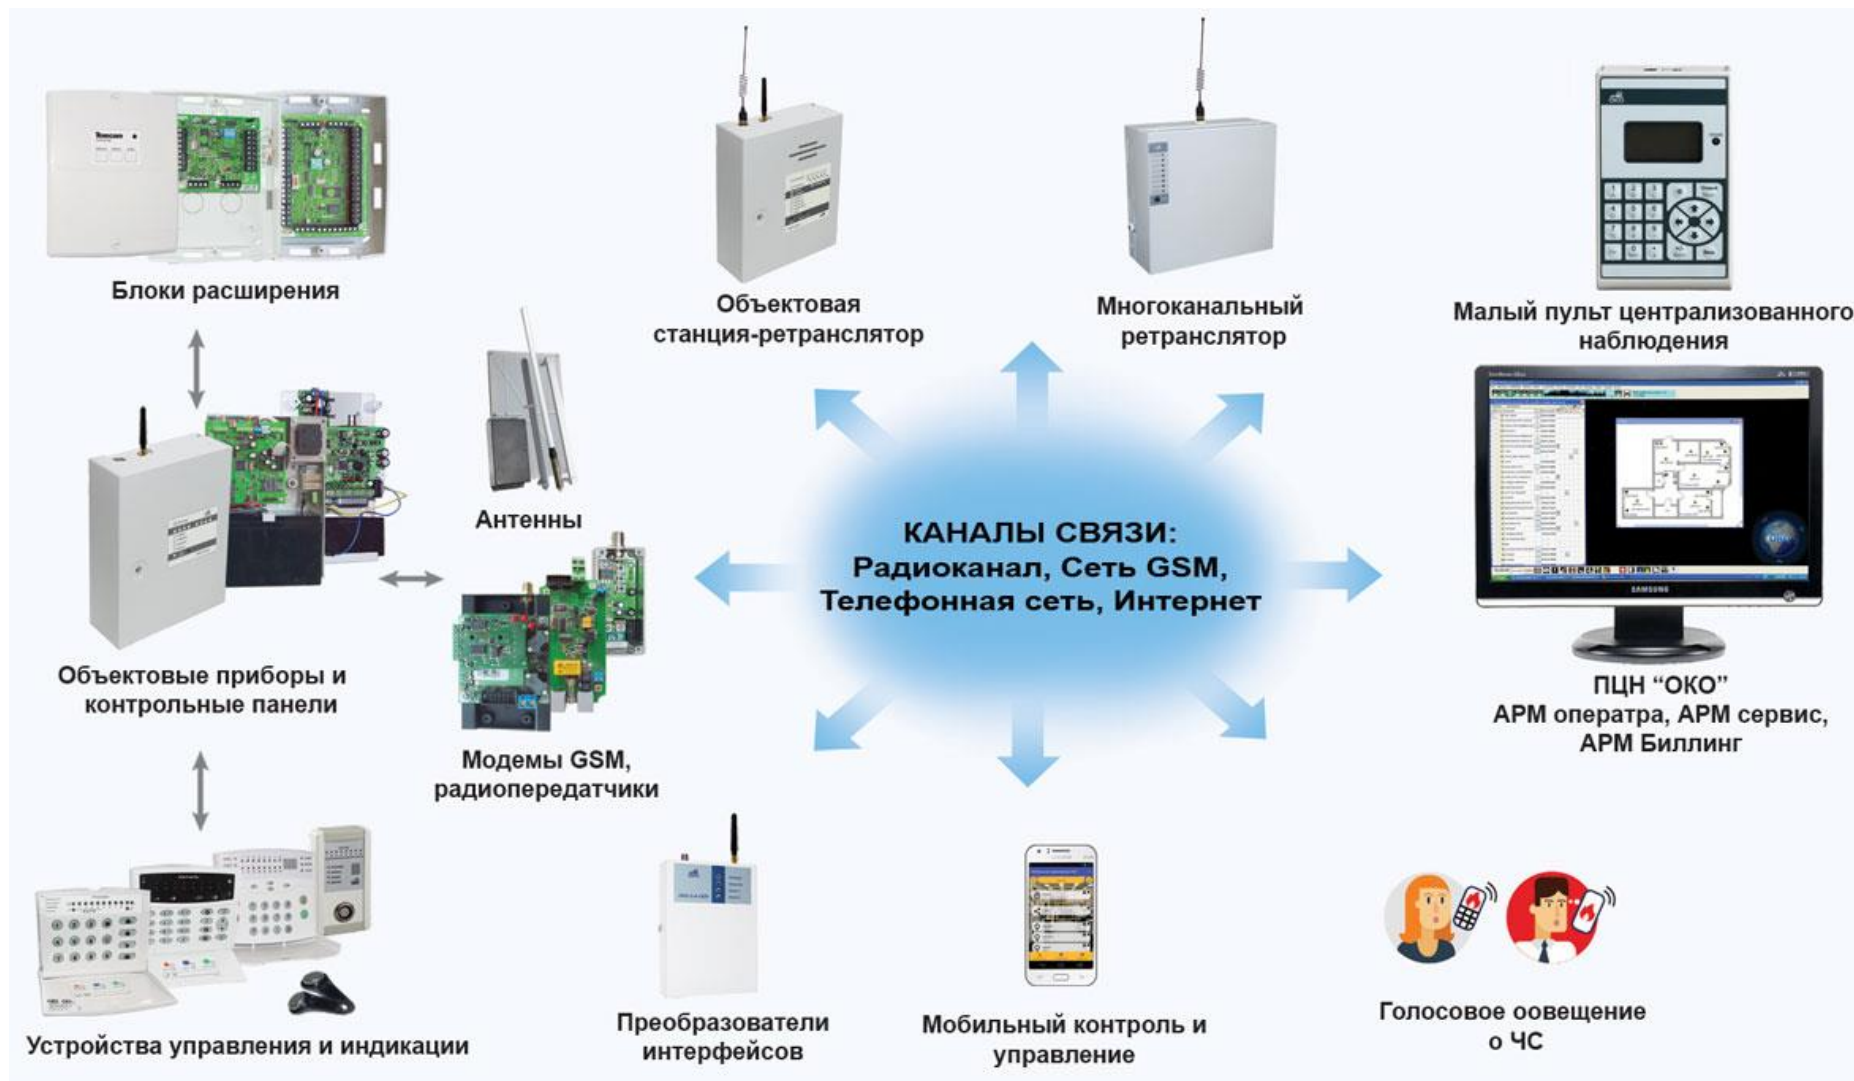 Блоки расширения
Объектовая
станция-ретранслятор
Многоканальный
ретранслятор
Малый пульт централизованного
наблюдения
Антенны
КАНАЛЫ СВЯЗИ:
Радиоканал, Сеть GSM,
Телефонная сеть, Интернет
SAMSUNG
Объектовые приборы и
контрольные панели
Модемы GSM,
радиопередатчики
ПЦН “ОКО”
АРМ оператра, АРМ сервис,
АРМ Биллинг
Устройства управления и индикации
Преобразователи
интерфейсов
Мобильный контроль и
управление
Голосовое оовещение
о ЧС